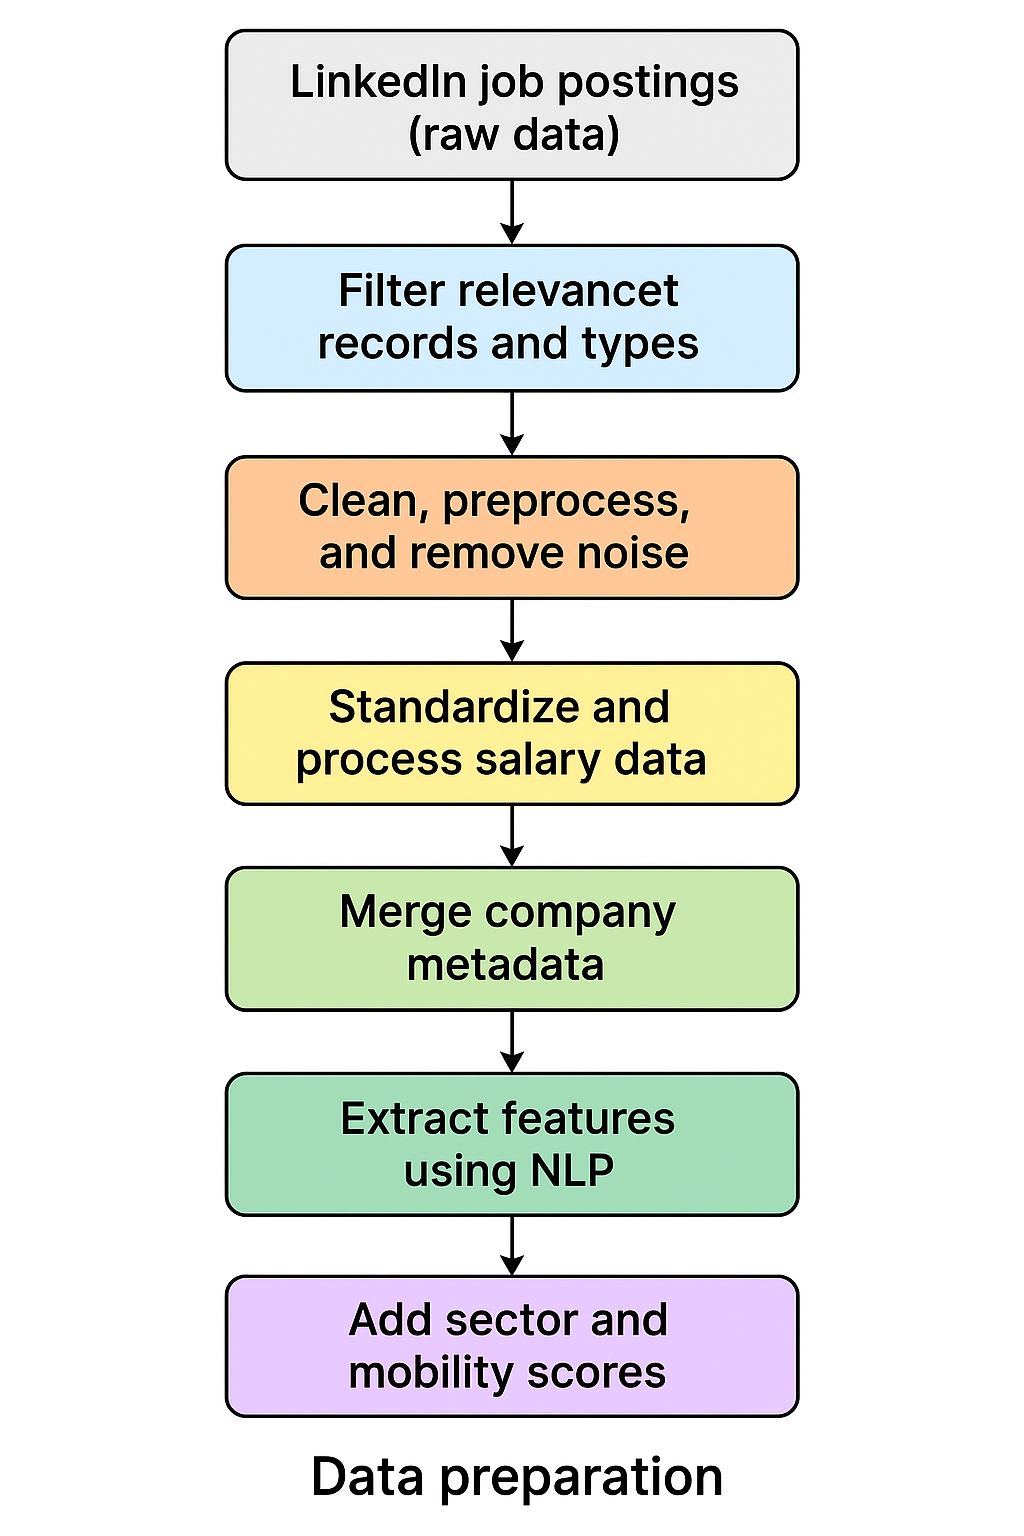 LinkedIn job postings
(raw data)
Filter relevancet
records and types
Clean, preprocess,
and remove noise
Standardize and
process salary data
Merge company
metadata
Extract features
using NLP
Add sector and
mobility scores
Data preparation